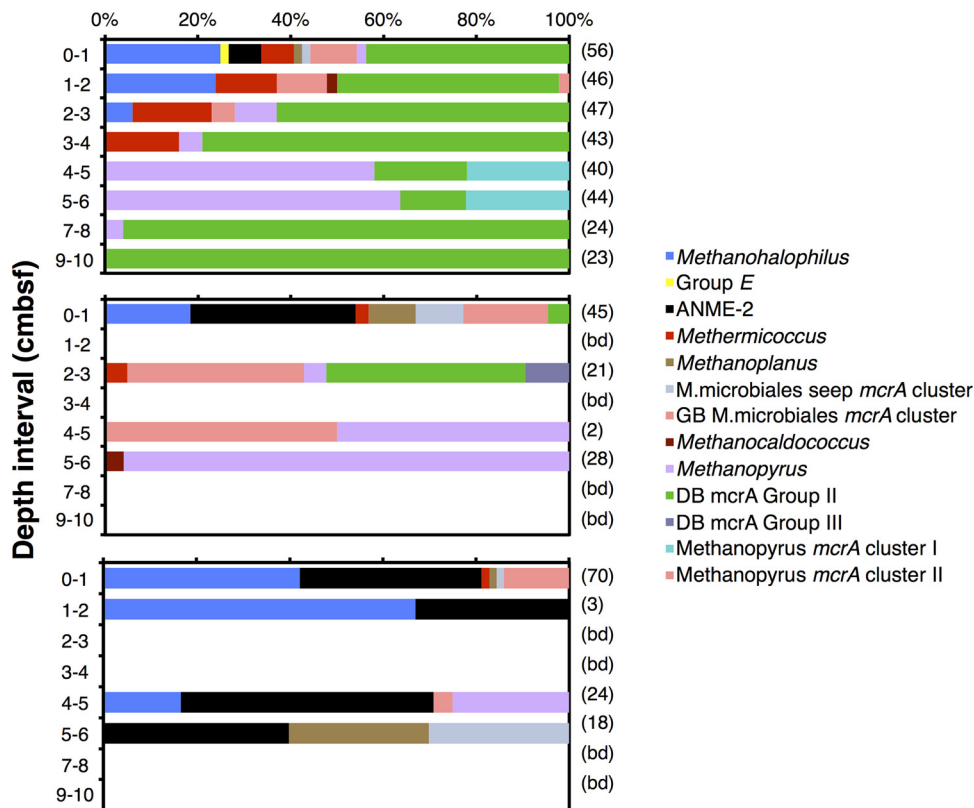 0% 20% 40% 60% 80% 100%
0-1 (56)
1-2 (46)
2-3 (47)
3-4 (43)
4-5 (40)
5-6 (44)
7-8 (24)
9-10 (23)
0-1 (45)
1-2 (bd)
2-3 (21)
3-4 (bd)
4-5 (2)
5-6 (28)
7-8 (bd)
9-10 (bd)
0-1 (70)
1-2 (3)
2-3 (bd)
3-4 (bd)
4-5 (24)
5-6 (18)
7-8 (bd)
9-10 (bd)
Depth interval (cmbsf)
Methanohalophilus
Group E
ANME-2
Methermicoccus
Methanoplanus
M.microbiales seep mcrA cluster
GB M.microbiales mcrA cluster
Methanocaldococcus
Methanopyrus
DB mcrA Group II
DB mcrA Group III
Methanopyrus mcrA cluster I
Methanopyrus mcrA cluster II